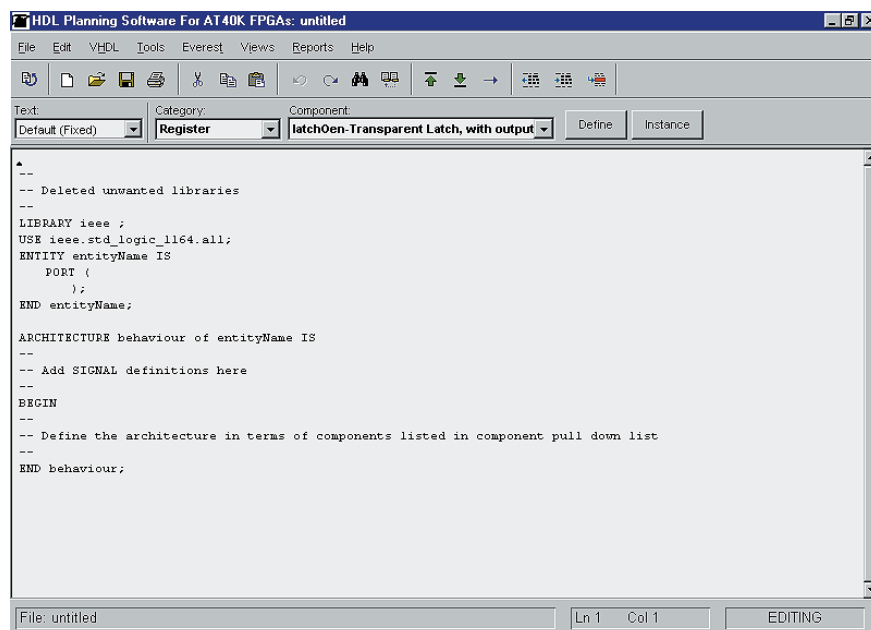 HDL Planning Software For AT40K FPGAs: untitled
File Edit VHDL Tools Everest Views Reports Help
Text: Category: Component:
Default (Fixed) Register latchOen-Transparent Latch, with output Define Instance
--
-- Deleted unwanted libraries
--
LIBRARY ieee ;
USE ieee.std_logic_1164.all;
ENTITY entityName IS
PORT (
);
END entityName;
ARCHITECTURE behaviour of entityName IS
--
-- Add SIGNAL definitions here
--
BEGIN
--
-- Define the architecture in terms of components listed in component pull down list
--
END behaviour;
File: untitled Ln 1 Col 1 EDITING